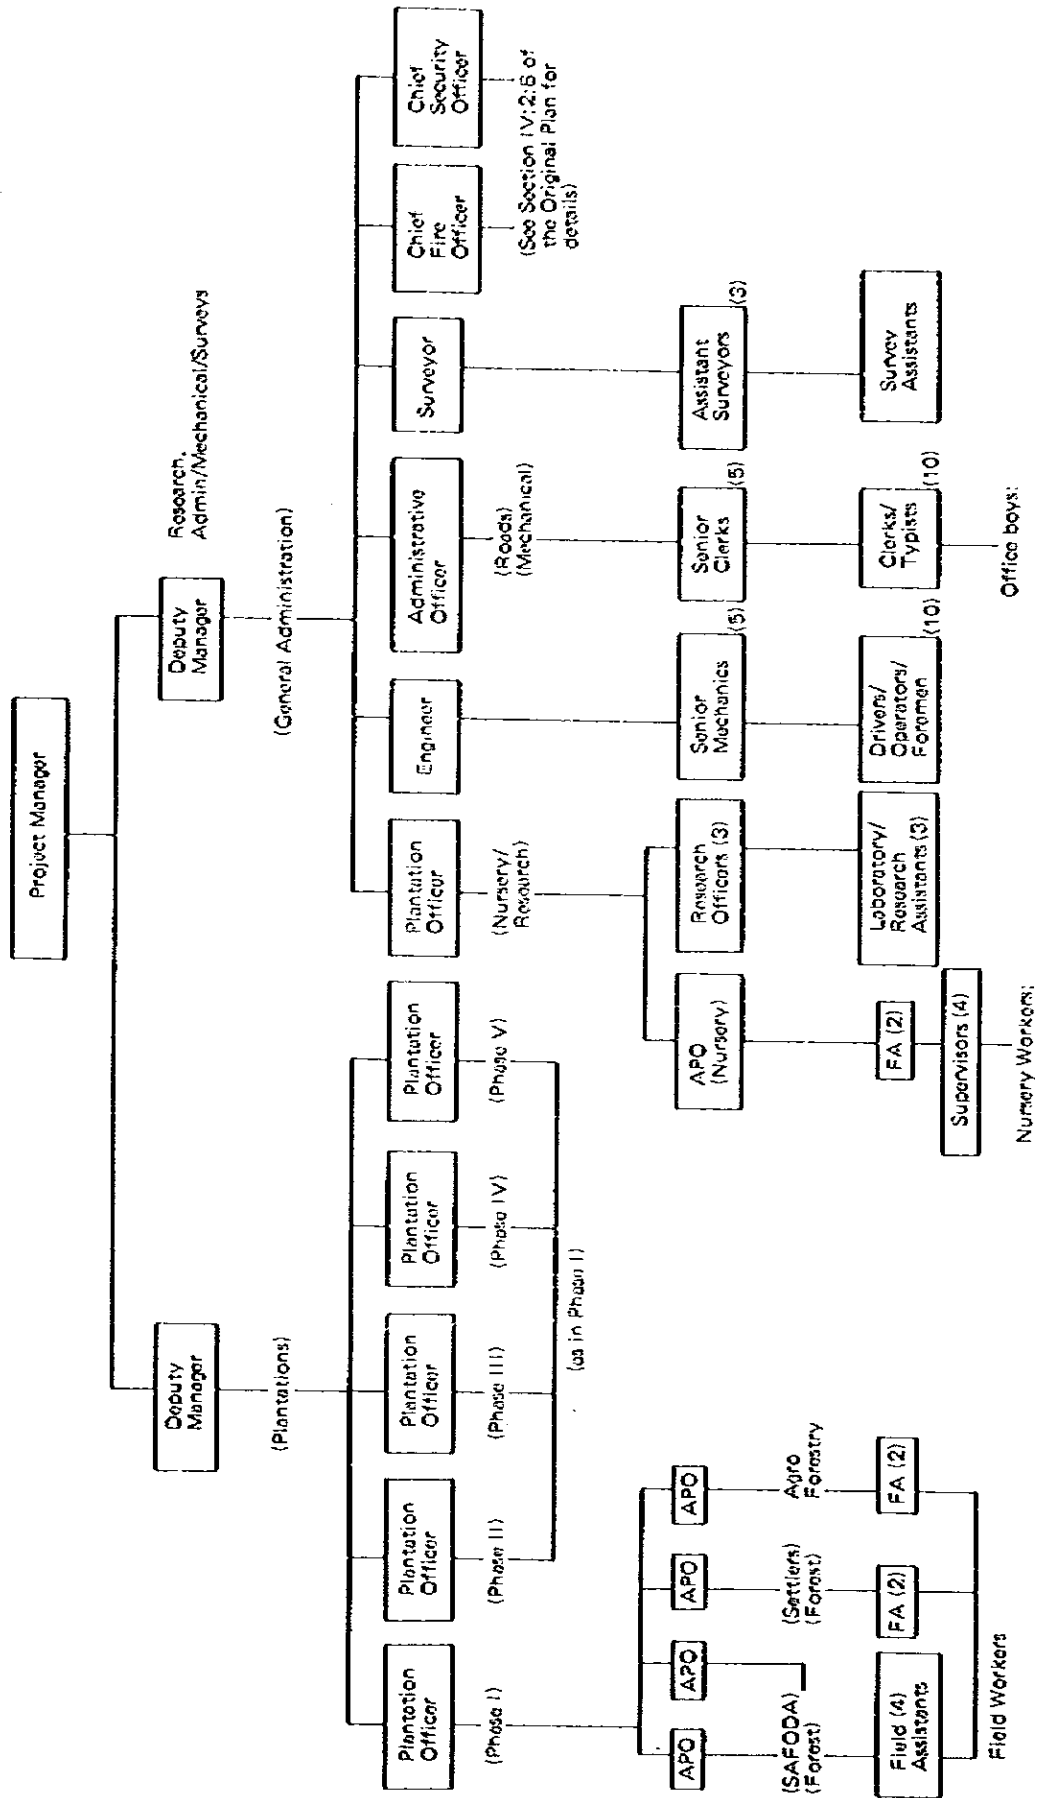 Project Manager
Deputy
Manager
(Plantations)
Deputy
Manager
Research,
Admin/Mechanical/Surveys
(General Administration)
Plantation
Officer
(Phase I)
Plantation
Officer
(Phase II)
Plantation
Officer
(Phase III)
Plantation
Officer
(Phase IV)
Plantation
Officer
(Phase V)
(as in Phase I)
Plantation
Officer
(Nursery/
Research)
Engineer
Administrative
Officer
(Roads)
(Mechanical)
Surveyor
Chief
Fire
Officer
Chief
Security
Officer
(See Section IV:2:6 of
the Original Plan for
details)
APO
APO
APO
APO
(SAFODA)
(Forest)
(Settlers)
(Forest)
Agro
Forestry
Field (4)
Assistants
FA (2)
FA (2)
Field Workers
APO
(Nursery)
Research
Officers (3)
Senior
Mechanics
(5)
Senior
Clerks
(5)
Assistant
Surveyors
(3)
FA (2)
Supervisors (4)
Nursery Workers:
Laboratory/
Research
Assistants (3)
Drivers/
Operators/
Foreman
(10)
Clerks/
Typists
(10)
Office boys:
Survey
Assistants